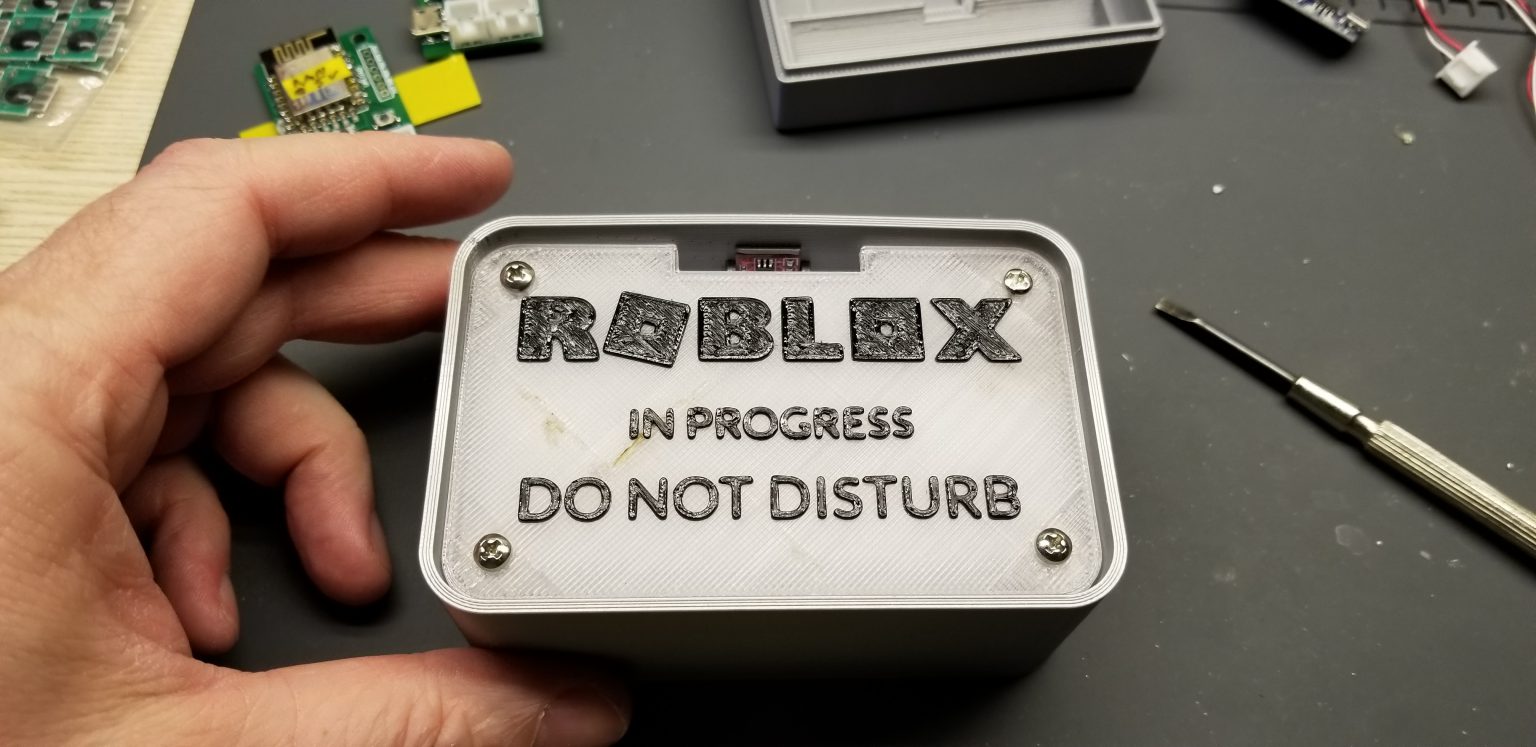 ROBLOX
IN PROGRESS
DO NOT DISTURB